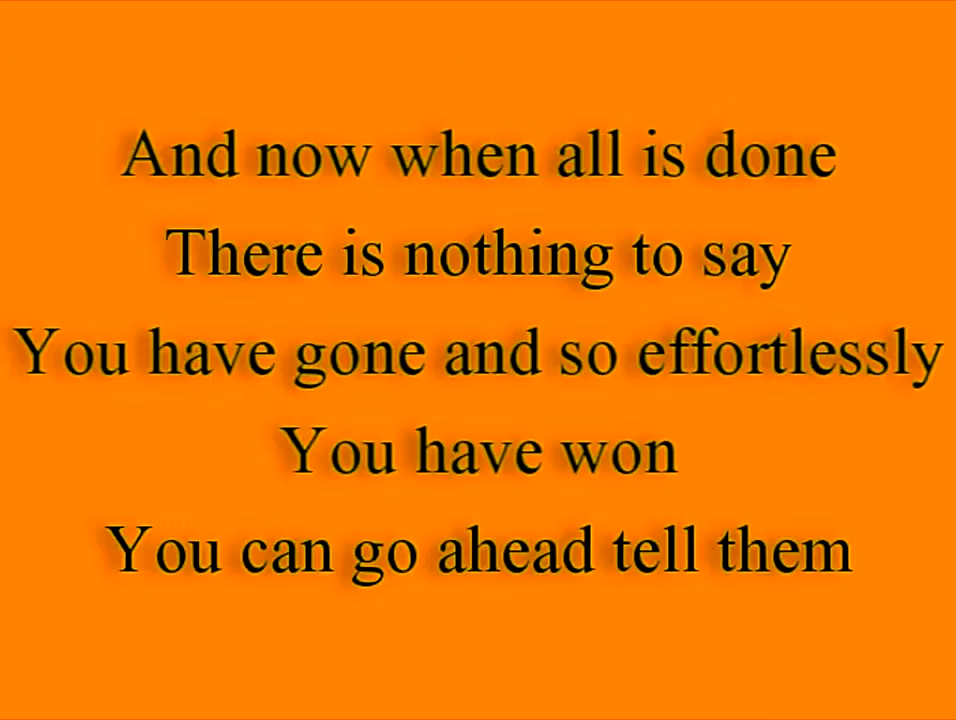 And now when all is done
There is nothing to say
You have gone and so effortlessly
You have won
You can go ahead tell them